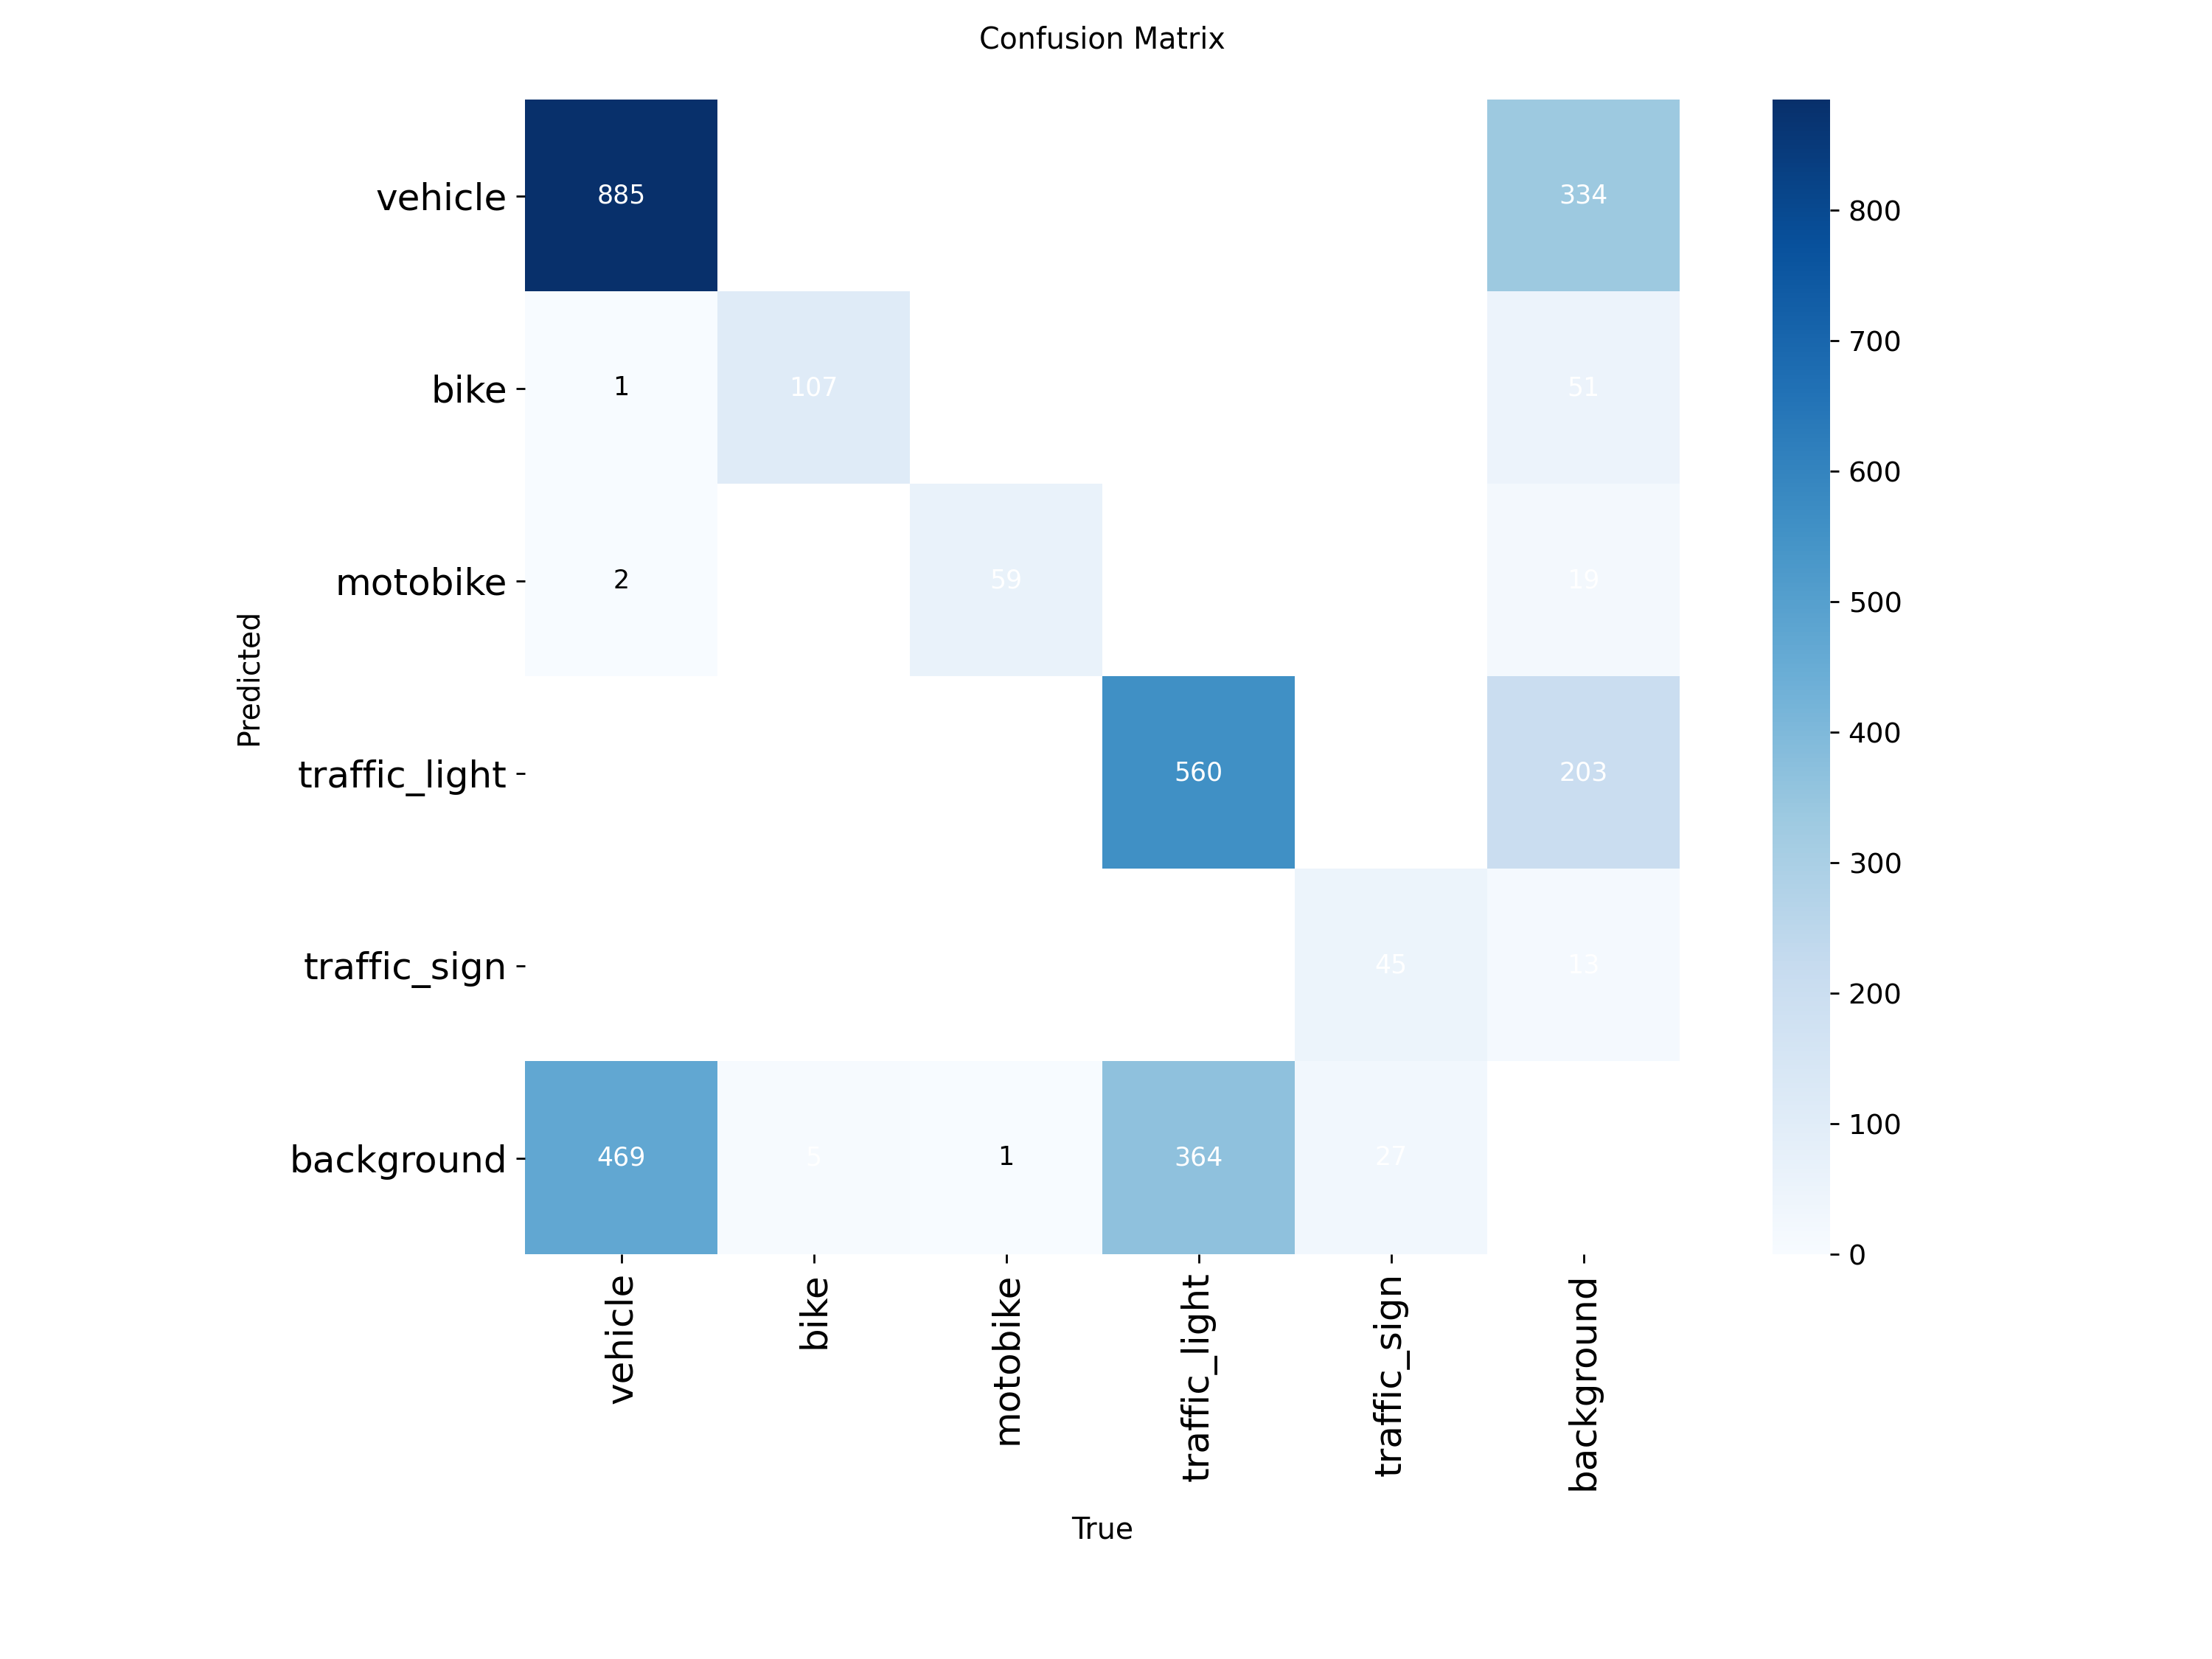 Confusion Matrix
vehicle 885 334
bike 1 107 51
motobike 2 59 19
traffic_light 560 203
traffic_sign 45 13
background 469 5 1 364 27
Predicted
vehicle bike motobike traffic_light traffic_sign background
True
800
700
600
500
400
300
200
100
0